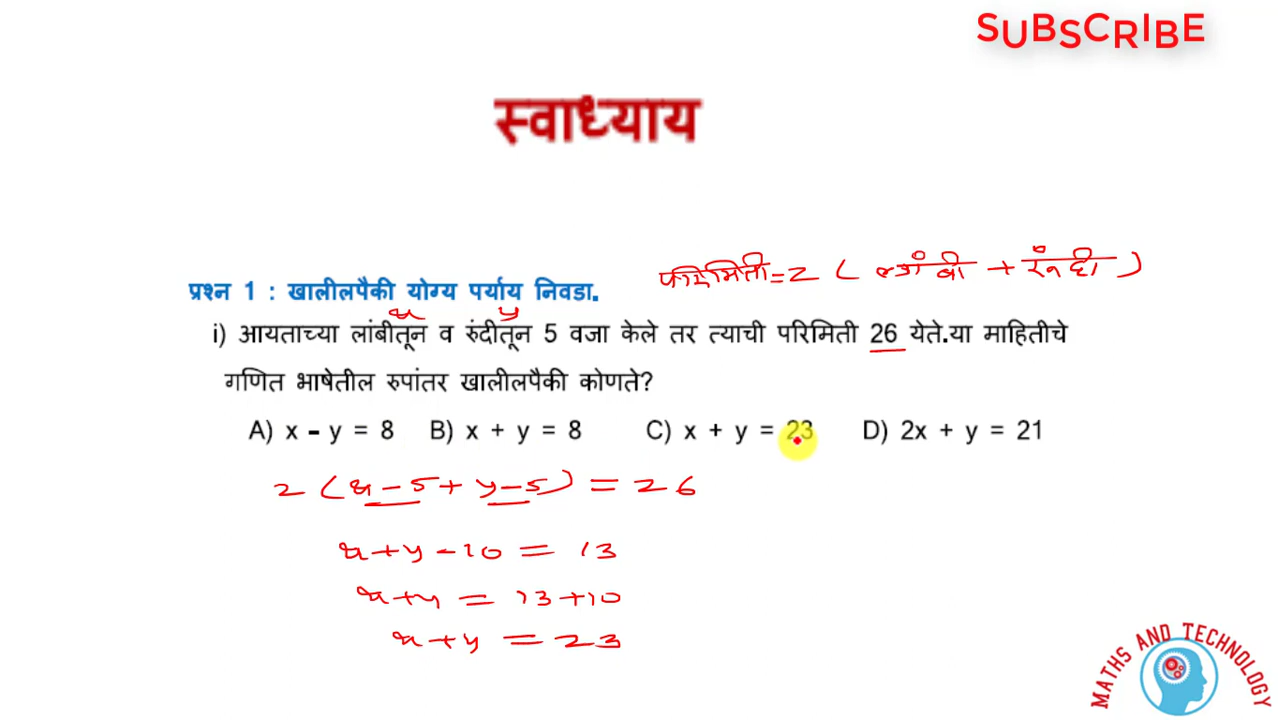 SUBSCRIBE
स्वाध्याय
परिमिती = 2 ( लांबी + रुंदी )
प्रश्न 1 : खालीलपैकी योग्य पर्याय निवडा.
x y
i) आयताच्या लांबीतून व रुंदीतून 5 वजा केले तर त्याची परिमिती 26 येते.या माहितीचे
गणित भाषेतील रुपांतर खालीलपैकी कोणते?
A) x - y = 8 B) x + y = 8 C) x + y = 23 D) 2x + y = 21
2 ( x - 5 + y - 5 ) = 26
x + y - 10 = 13
x + y = 13 + 10
x + y = 23
MATHS AND TECHNOLOGY